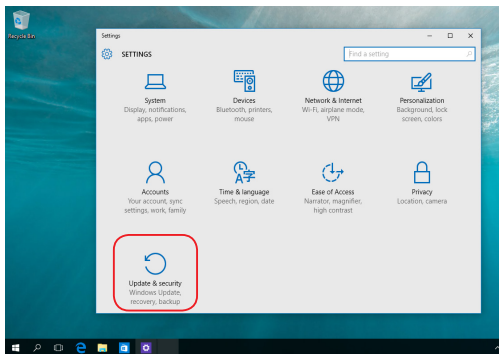 Recycle Bin
Settings
SETTINGS
Find a setting
System
Display, notifications,
apps, power
Devices
Bluetooth, printers,
mouse
Network & Internet
Wi-Fi, airplane mode,
VPN
Personalization
Background, lock
screen, colors
Accounts
Your account, sync
settings, work, family
Time & language
Speech, region, date
Ease of Access
Narrator, magnifier,
high contrast
Privacy
Location, camera
Update & security
Windows Update,
recovery, backup